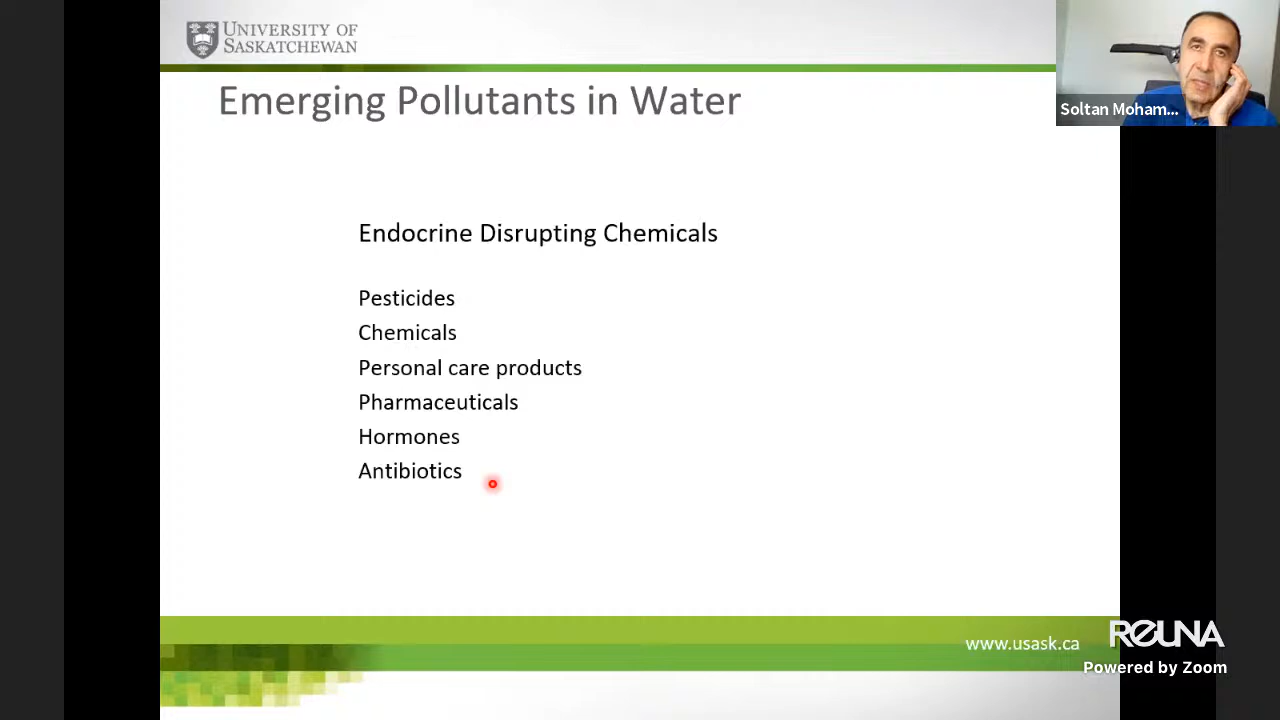 UNIVERSITY OF
SASKATCHEWAN
Emerging Pollutants in Water
Soltan Moham...
Endocrine Disrupting Chemicals
Pesticides
Chemicals
Personal care products
Pharmaceuticals
Hormones
Antibiotics
www.usask.ca
REUNA
Powered by Zoom